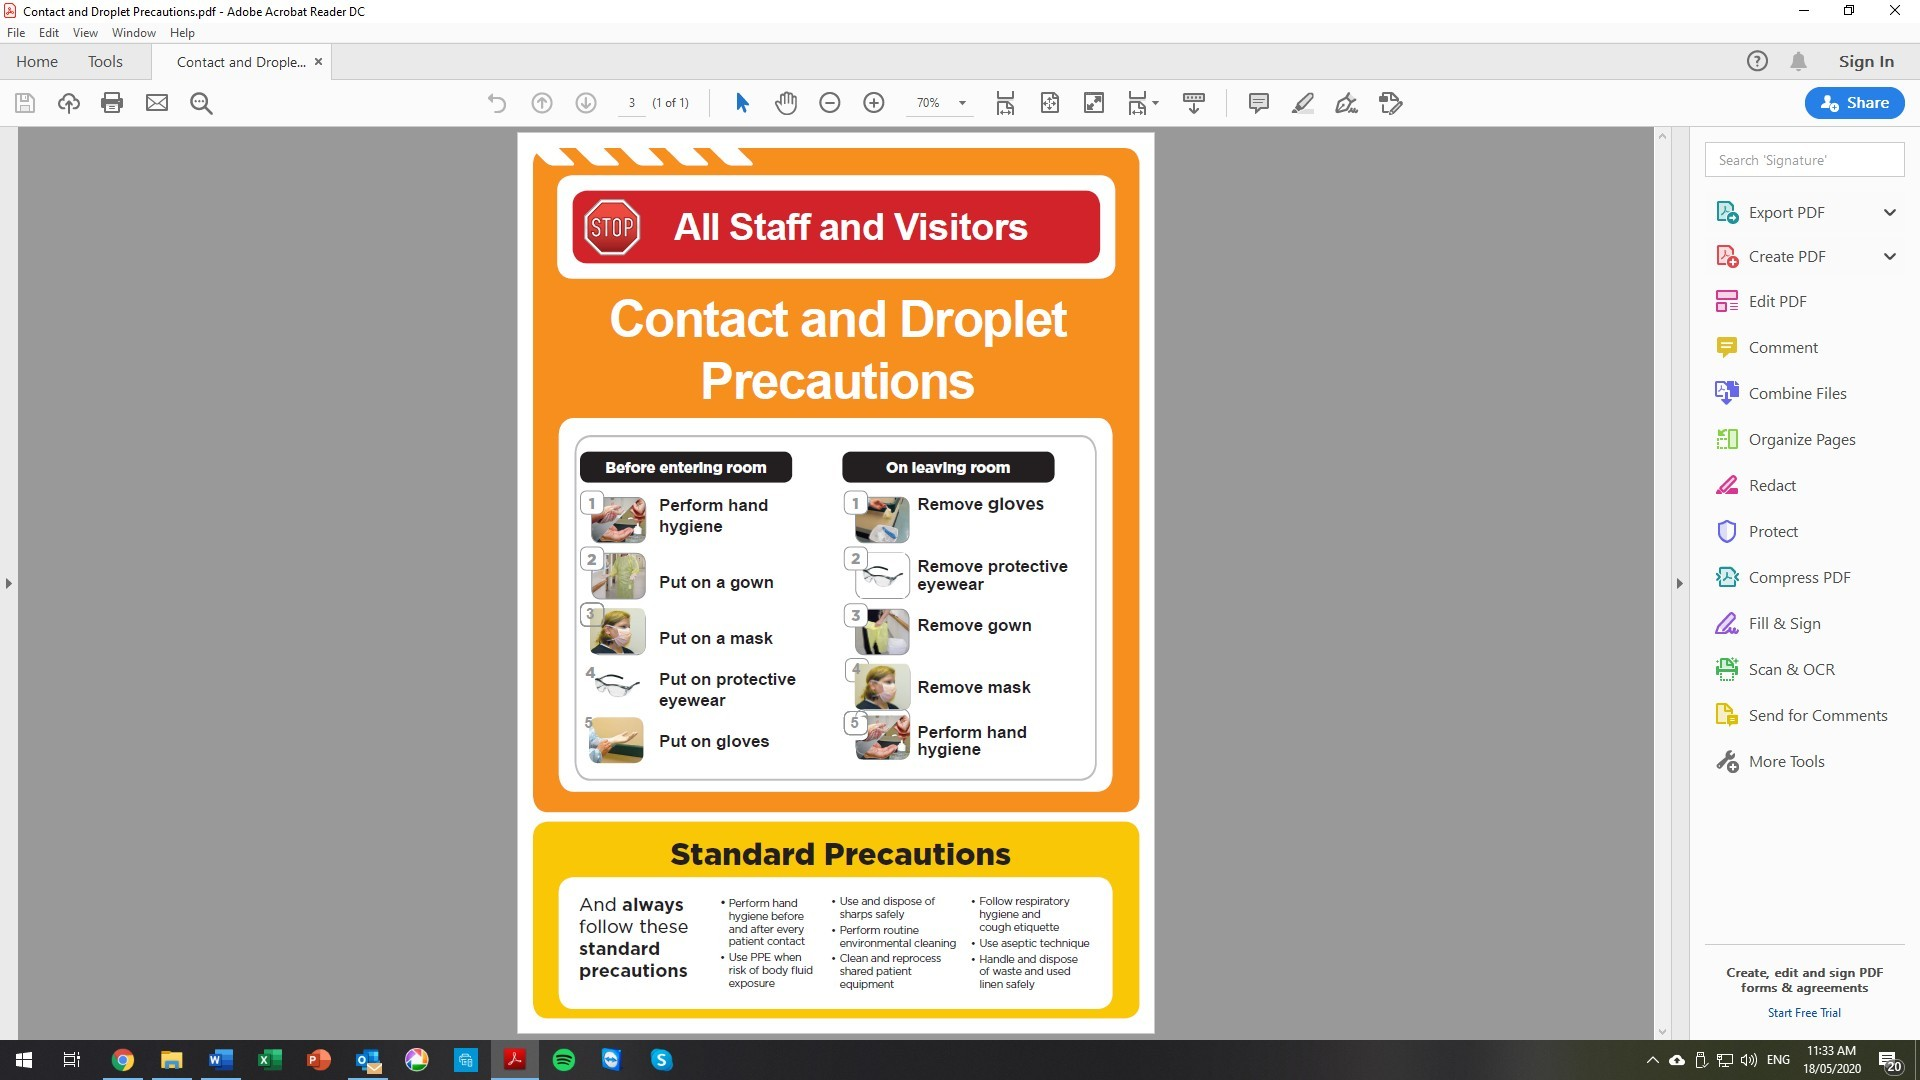 Contact and Droplet Precautions.pdf - Adobe Acrobat Reader DC
File Edit View Window Help
Home Tools Contact and Drople... ×
? Sign In
3 (1 of 1) 70% Share
STOP All Staff and Visitors
Contact and Droplet
Precautions
Before entering room
1 Perform hand
hygiene
2 Put on a gown
3 Put on a mask
4 Put on protective
eyewear
5 Put on gloves
On leaving room
1 Remove gloves
2 Remove protective
eyewear
3 Remove gown
4 Remove mask
5 Perform hand
hygiene
Standard Precautions
And always
follow these
standard
precautions
• Perform hand
hygiene before
and after every
patient contact
• Use PPE when
risk of body fluid
exposure
• Use and dispose of
sharps safely
• Perform routine
environmental cleaning
• Clean and reprocess
shared patient
equipment
• Follow respiratory
hygiene and
cough etiquette
• Use aseptic technique
• Handle and dispose
of waste and used
linen safely
Search 'Signature'
Export PDF
Create PDF
Edit PDF
Comment
Combine Files
Organize Pages
Redact
Protect
Compress PDF
Fill & Sign
Scan & OCR
Send for Comments
More Tools
Create, edit and sign PDF
forms & agreements
Start Free Trial
ENG
11:33 AM
18/05/2020
20